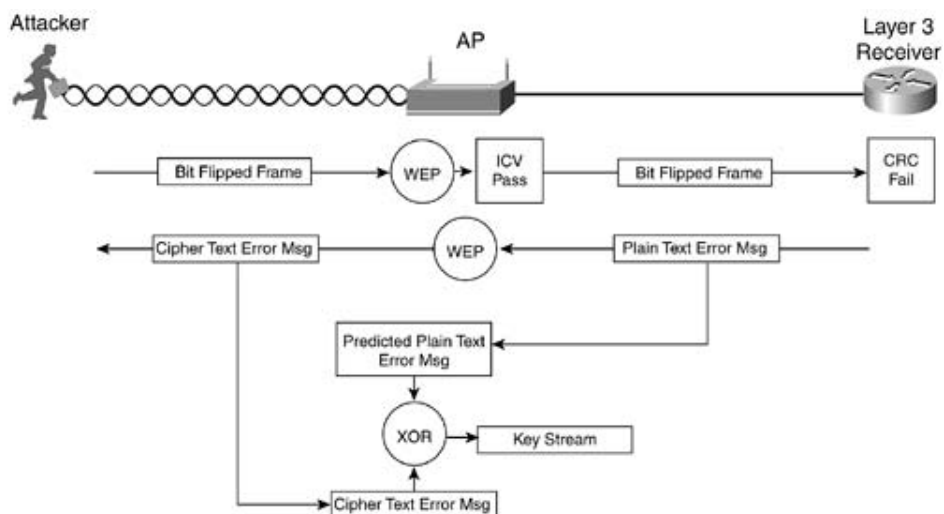 Attacker
AP
Layer 3
Receiver
Bit Flipped Frame
WEP
ICV
Pass
Bit Flipped Frame
CRC
Fail
Cipher Text Error Msg
WEP
Plain Text Error Msg
Predicted Plain Text
Error Msg
XOR
Key Stream
Cipher Text Error Msg